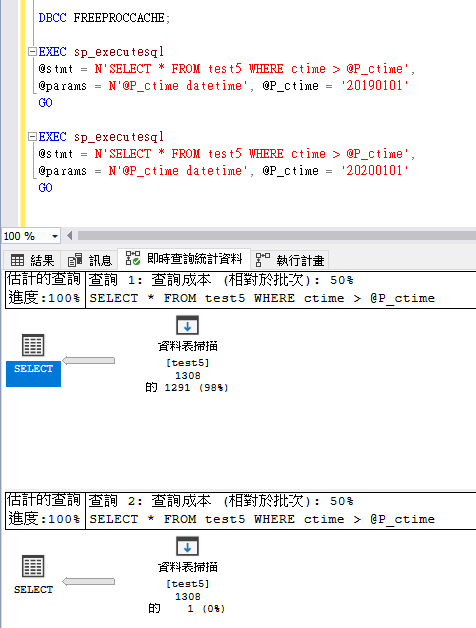 DBCC FREEPROCCACHE;
EXEC sp_executesql
@stmt = N'SELECT * FROM test5 WHERE ctime > @P_ctime',
@params = N'@P_ctime datetime', @P_ctime = '20190101'
GO
EXEC sp_executesql
@stmt = N'SELECT * FROM test5 WHERE ctime > @P_ctime',
@params = N'@P_ctime datetime', @P_ctime = '20200101'
GO
100 %
結果 訊息 即時查詢統計資料 執行計畫
估計的查詢 查詢 1: 查詢成本 (相對於批次): 50%
進度:100% SELECT * FROM test5 WHERE ctime > @P_ctime
資料表掃描
SELECT [test5]
1308
的 1291 (98%)
估計的查詢 查詢 2: 查詢成本 (相對於批次): 50%
進度:100% SELECT * FROM test5 WHERE ctime > @P_ctime
資料表掃描
SELECT [test5]
1308
的 1 (0%)